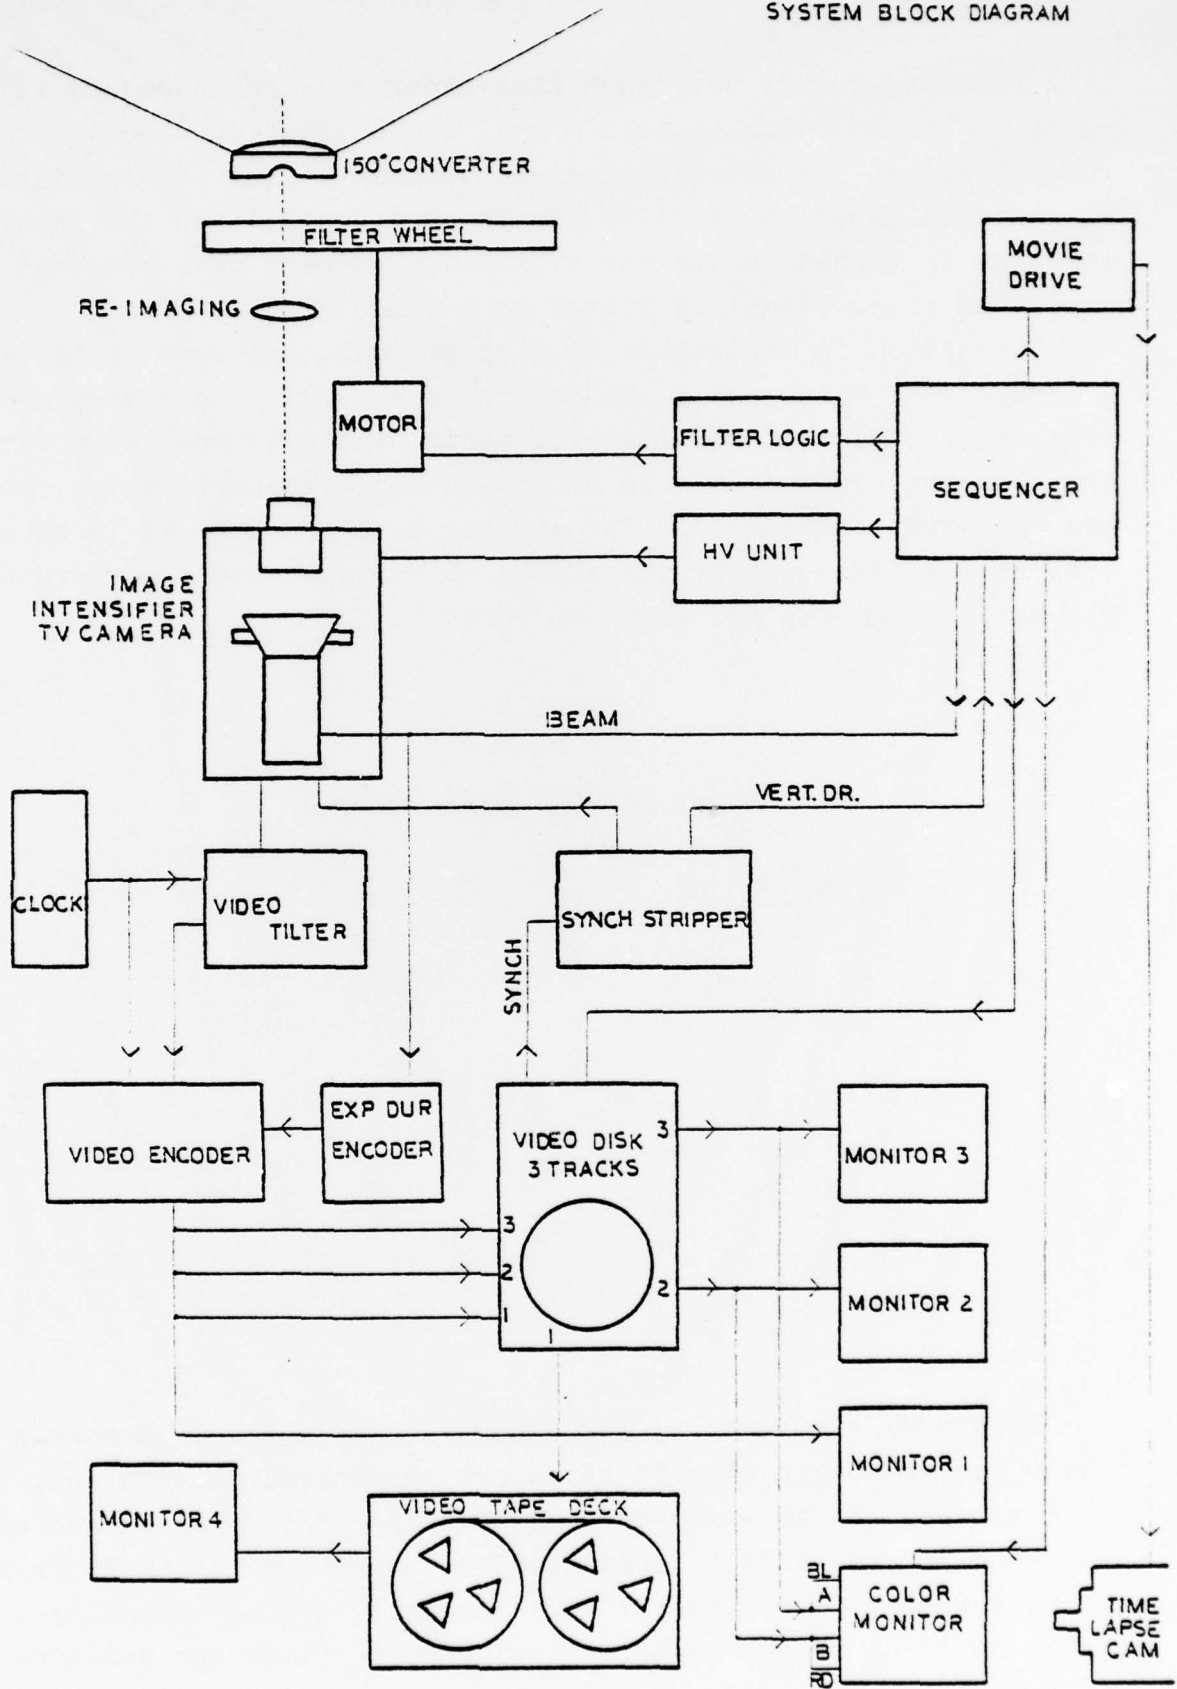 SYSTEM BLOCK DIAGRAM
150° CONVERTER
FILTER WHEEL
RE-IMAGING
MOVIE
DRIVE
MOTOR
FILTER LOGIC
SEQUENCER
HV UNIT
IMAGE
INTENSIFIER
TV CAMERA
BEAM
VERT. DR.
CLOCK
VIDEO
TILTER
SYNCH STRIPPER
SYNCH
VIDEO ENCODER
EXP DUR
ENCODER
VIDEO DISK
3 TRACKS
3
MONITOR 3
3
2
1
2
1
MONITOR 2
MONITOR 1
MONITOR 4
VIDEO TAPE DECK
BL
A
B
RD
COLOR
MONITOR
TIME
LAPSE
CAM